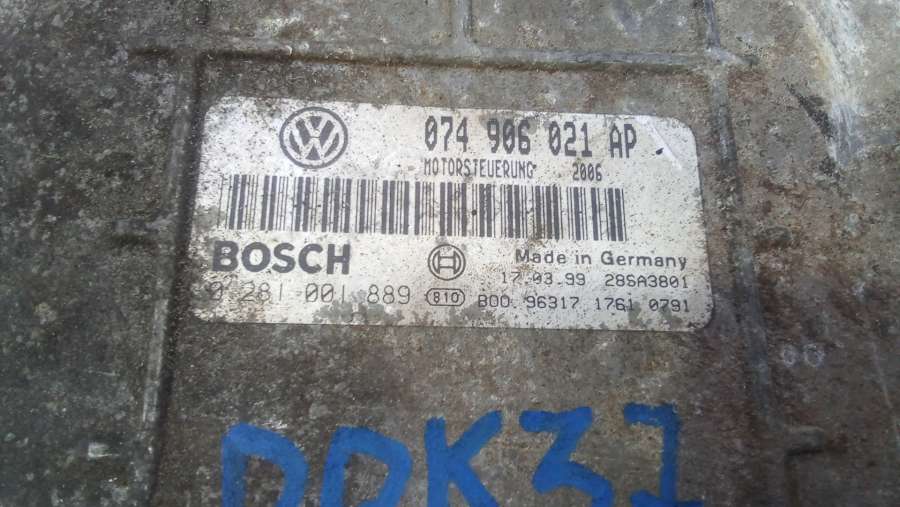 074 906 021 AP
MOTORSTEUERUNG 2006
BOSCH
Made in Germany
17.03.99 28SA3801
0 281 001 889 810 B00. 96317 1761 0791